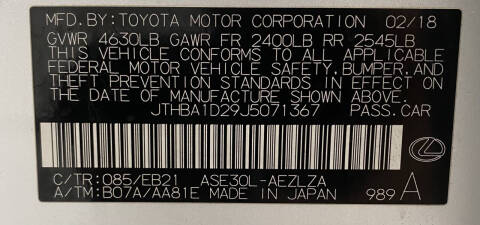 MFD. BY: TOYOTA MOTOR CORPORATION 02/18
GVWR 4630LB GAWR FR 2400LB RR 2545LB
THIS VEHICLE CONFORMS TO ALL APPLICABLE
FEDERAL MOTOR VEHICLE SAFETY, BUMPER, AND
THEFT PREVENTION STANDARDS IN EFFECT ON
THE DATE OF MANUFACTURE SHOWN ABOVE.
JTHBA1D29J5071367 PASS. CAR
C/TR: 085/EB21 ASE30L-AEZLZA
A/TM: B07A/AA81E MADE IN JAPAN 989 A